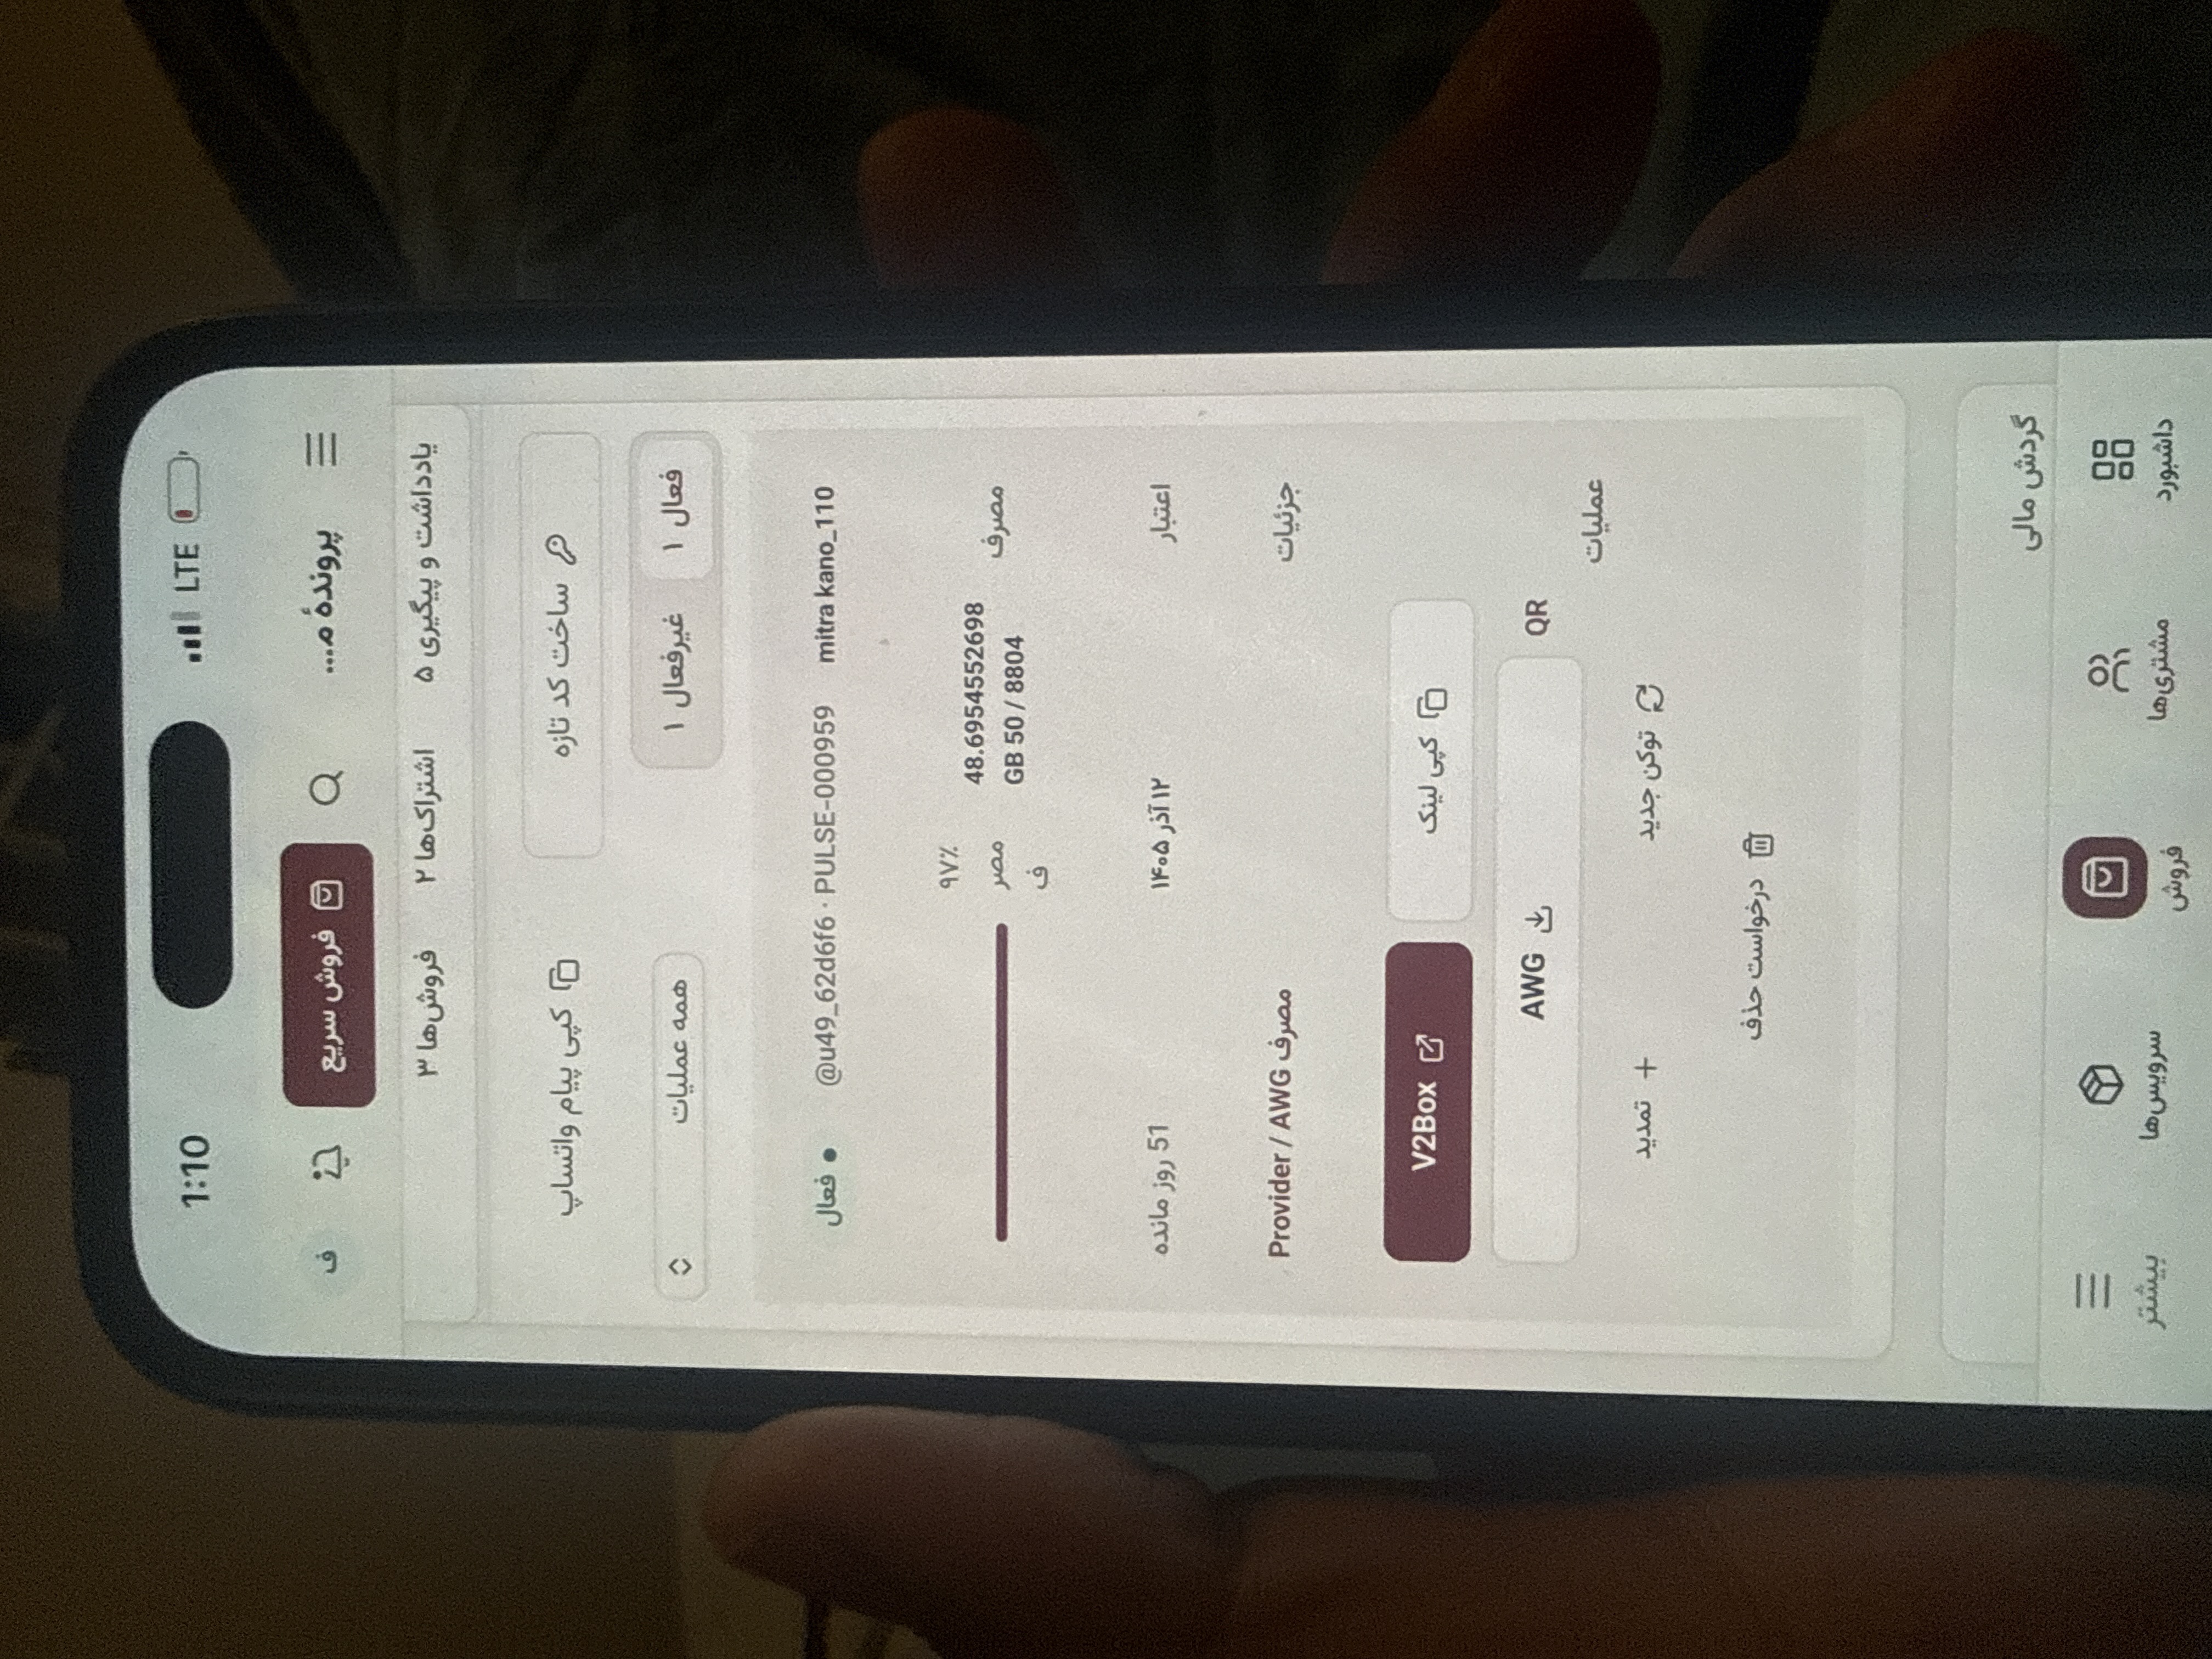 1:10
LTE
پروندهٔ م...
فروش سریع
ف
یادداشت و پیگیری ۵ اشتراک‌ها ۲ فروش‌ها ۳
ساخت کد تازه
کپی پیام واتساپ
فعال ۱ غیرفعال ۱
همه عملیات
mitra kano_110 @u49_62d6f6 · PULSE-000959 فعال
مصرف
48.6954552698
8804 / 50 GB
۹۷٪
مصر
ف
اعتبار ۱۲ آذر ۱۴۰۵ 51 روز مانده
جزئیات مصرف Provider / AWG
عملیات
کپی لینک V2Box
QR AWG
توکن جدید تمدید
درخواست حذف
گردش مالی
داشبورد مشتری‌ها فروش سرویس‌ها بیشتر